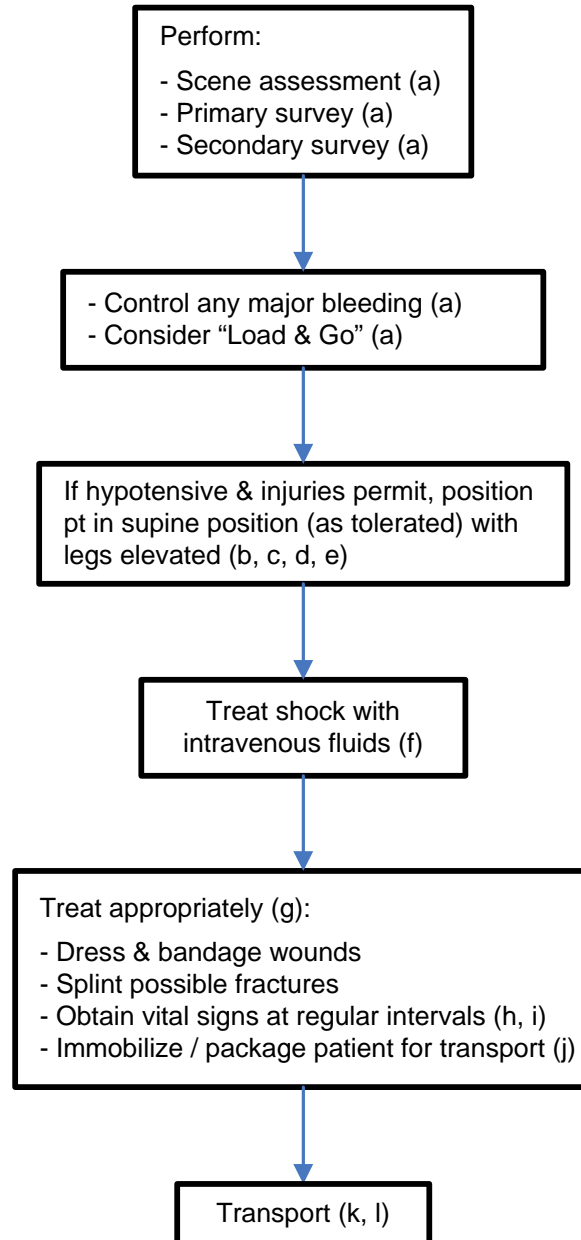 Perform:
- Scene assessment (a)
- Primary survey (a)
- Secondary survey (a)
- Control any major bleeding (a)
- Consider “Load & Go” (a)
If hypotensive & injuries permit, position
pt in supine position (as tolerated) with
legs elevated (b, c, d, e)
Treat shock with
intravenous fluids (f)
Treat appropriately (g):
- Dress & bandage wounds
- Splint possible fractures
- Obtain vital signs at regular intervals (h, i)
- Immobilize / package patient for transport (j)
Transport (k, l)